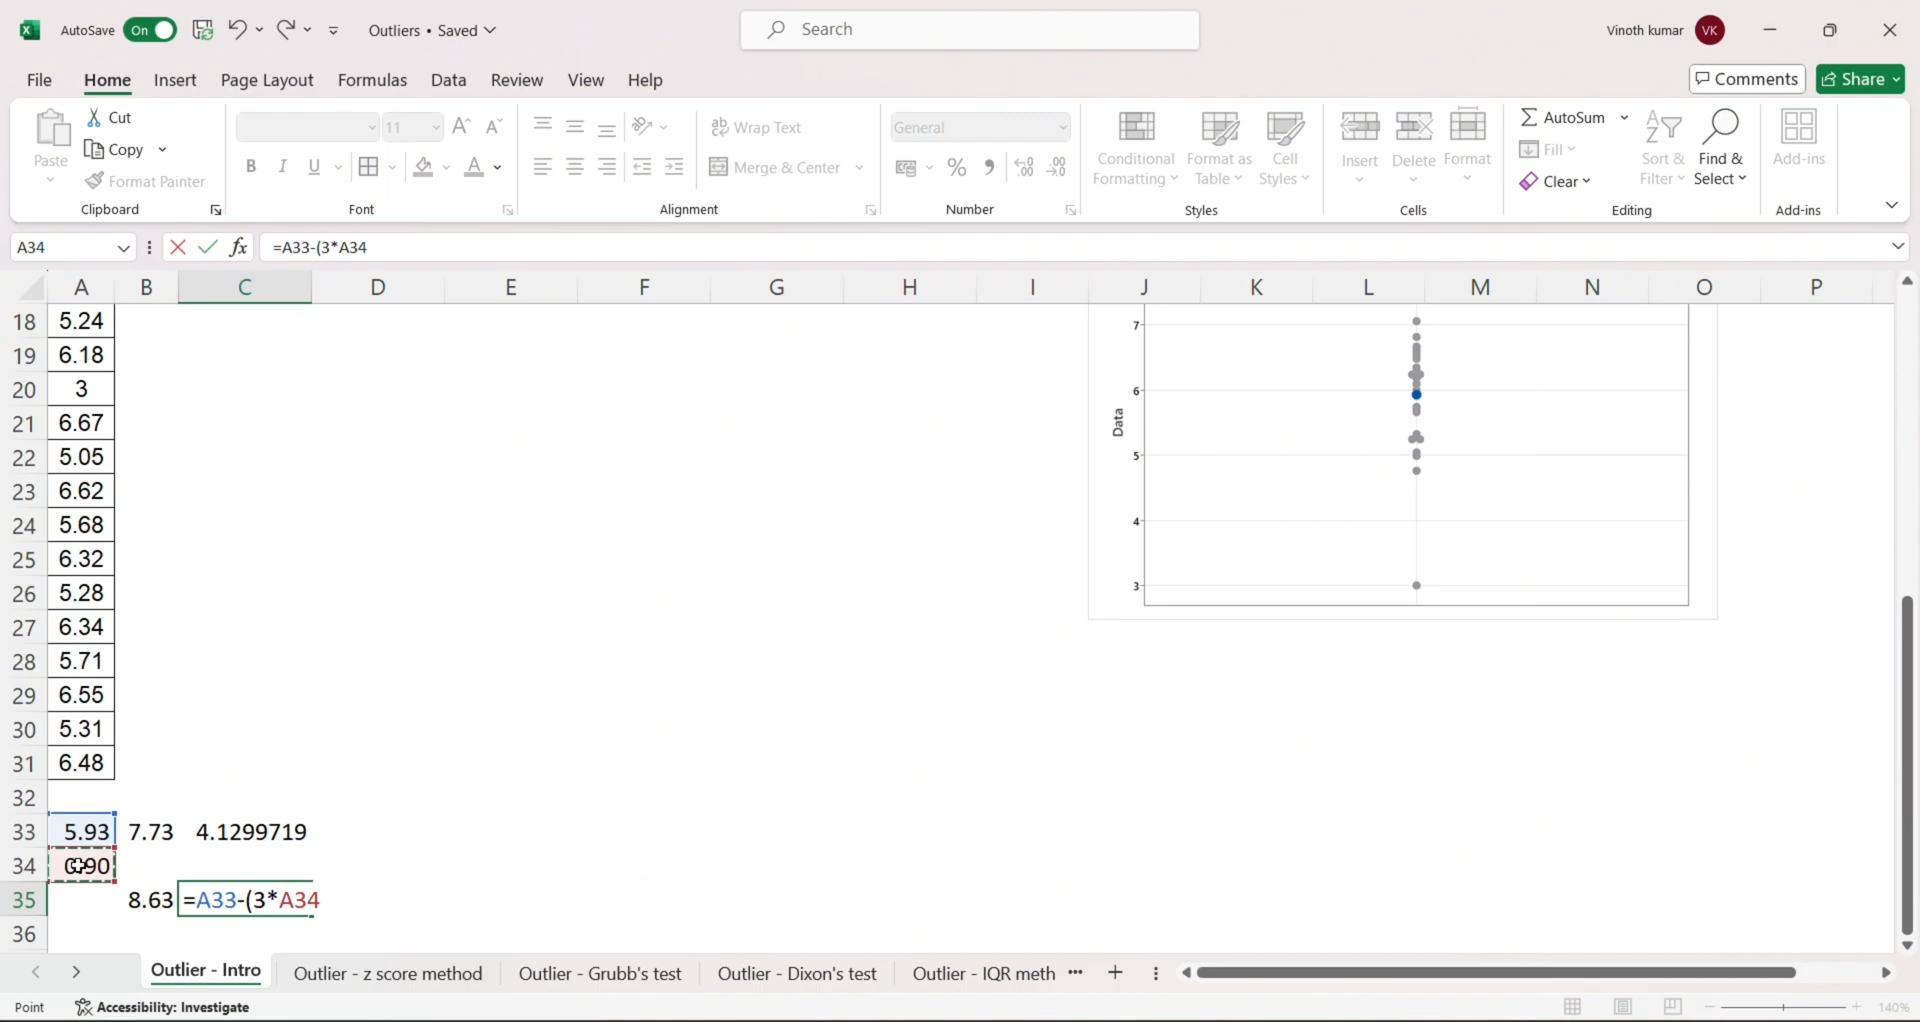 AutoSave On Outliers • Saved Search Vinoth kumar VK
File Home Insert Page Layout Formulas Data Review View Help Comments Share
Paste Cut Copy Format Painter
11
B I U
Wrap Text
Merge & Center
General
% 9
Conditional Formatting
Format as Table
Cell Styles
Insert Delete Format
AutoSum
Fill
Clear
Sort & Filter
Find & Select
Add-ins
Clipboard Font Alignment Number Styles Cells Editing Add-ins
A34 fx =A33-(3*A34
A B C D E F G H I J K L M N O P
18 5.24
19 6.18
20 3
21 6.67
22 5.05
23 6.62
24 5.68
25 6.32
26 5.28
27 6.34
28 5.71
29 6.55
30 5.31
31 6.48
32
33 5.93 7.73 4.1299719
34 0.90
35 8.63 =A33-(3*A34
36
7
6
Data
5
4
3
Outlier - Intro Outlier - z score method Outlier - Grubb's test Outlier - Dixon's test Outlier - IQR meth ...
Point Accessibility: Investigate 140%